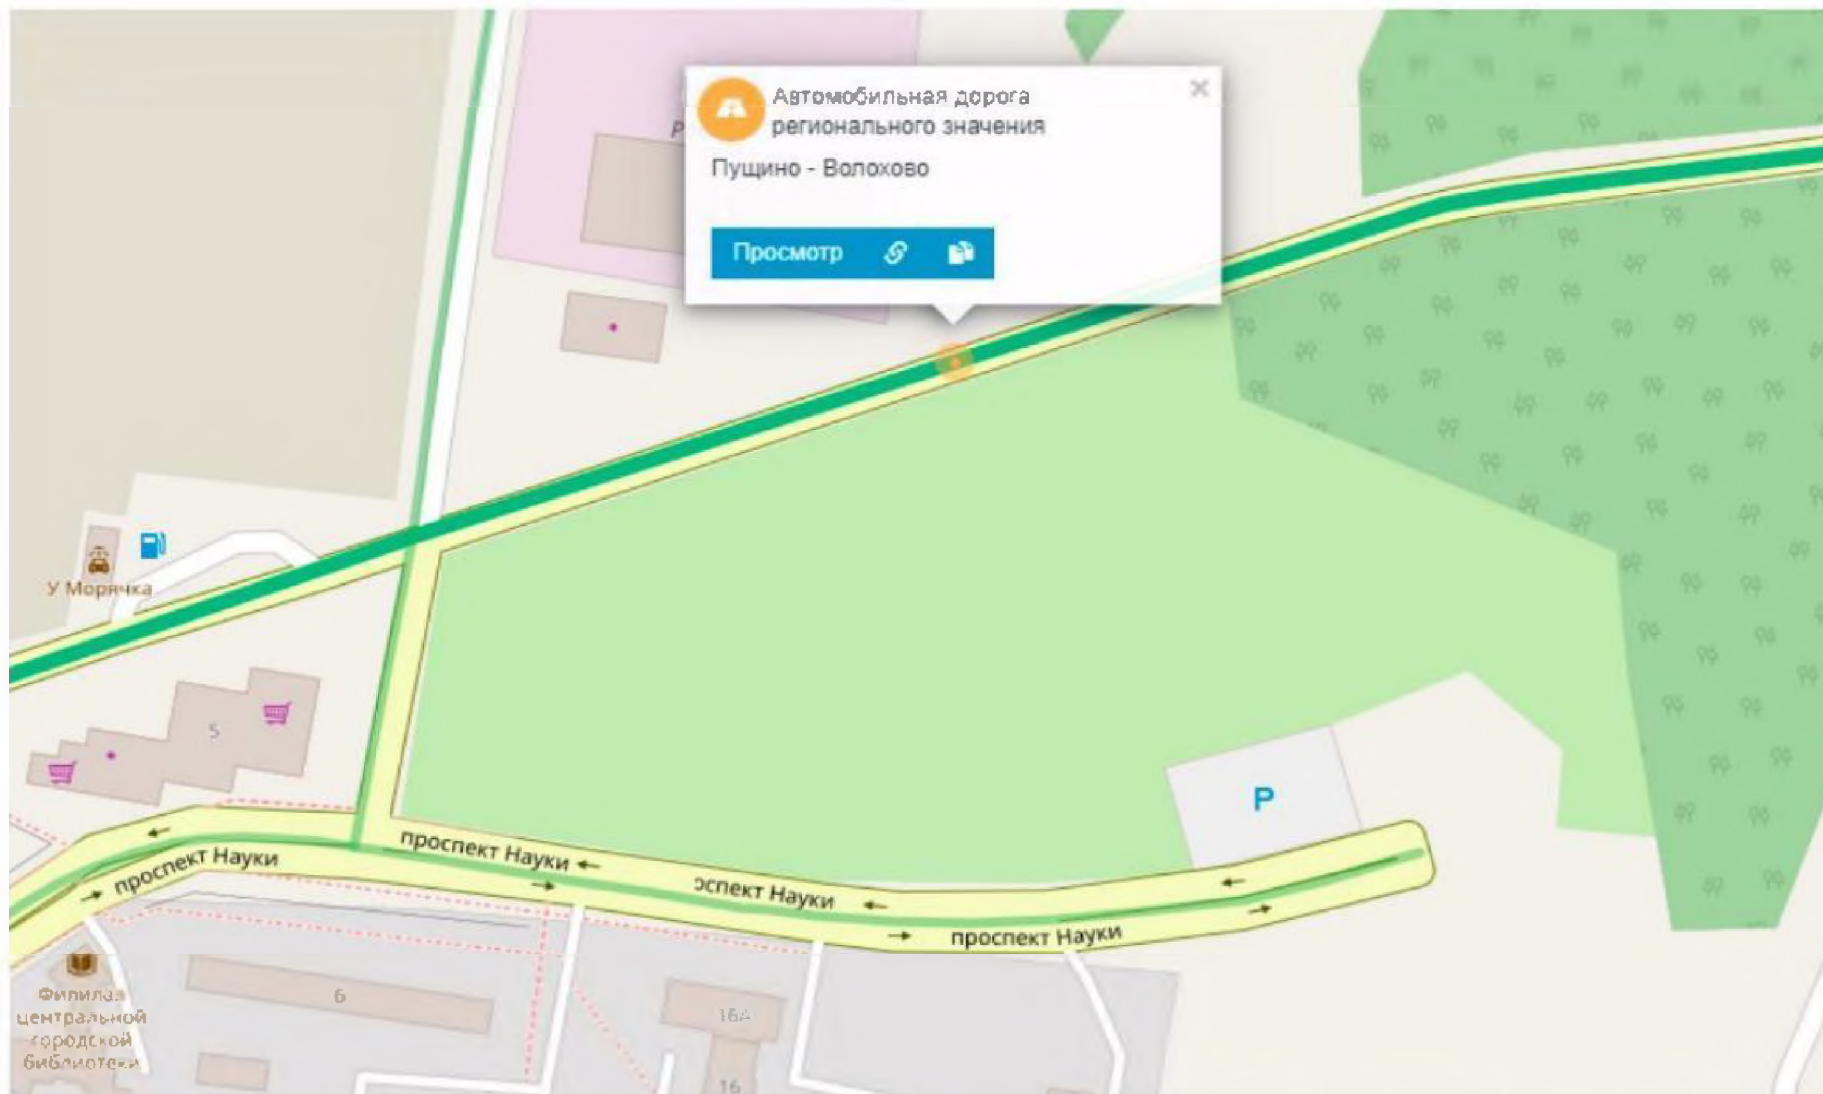 Автомобильная дорога
регионального значения
Р
Пущино - Волохово
Просмотр
У Морячка
5
P
проспект Науки
проспект Науки
оспект Науки
проспект Науки
Филиал
центральной
городской
библиотеки
6
16А
16